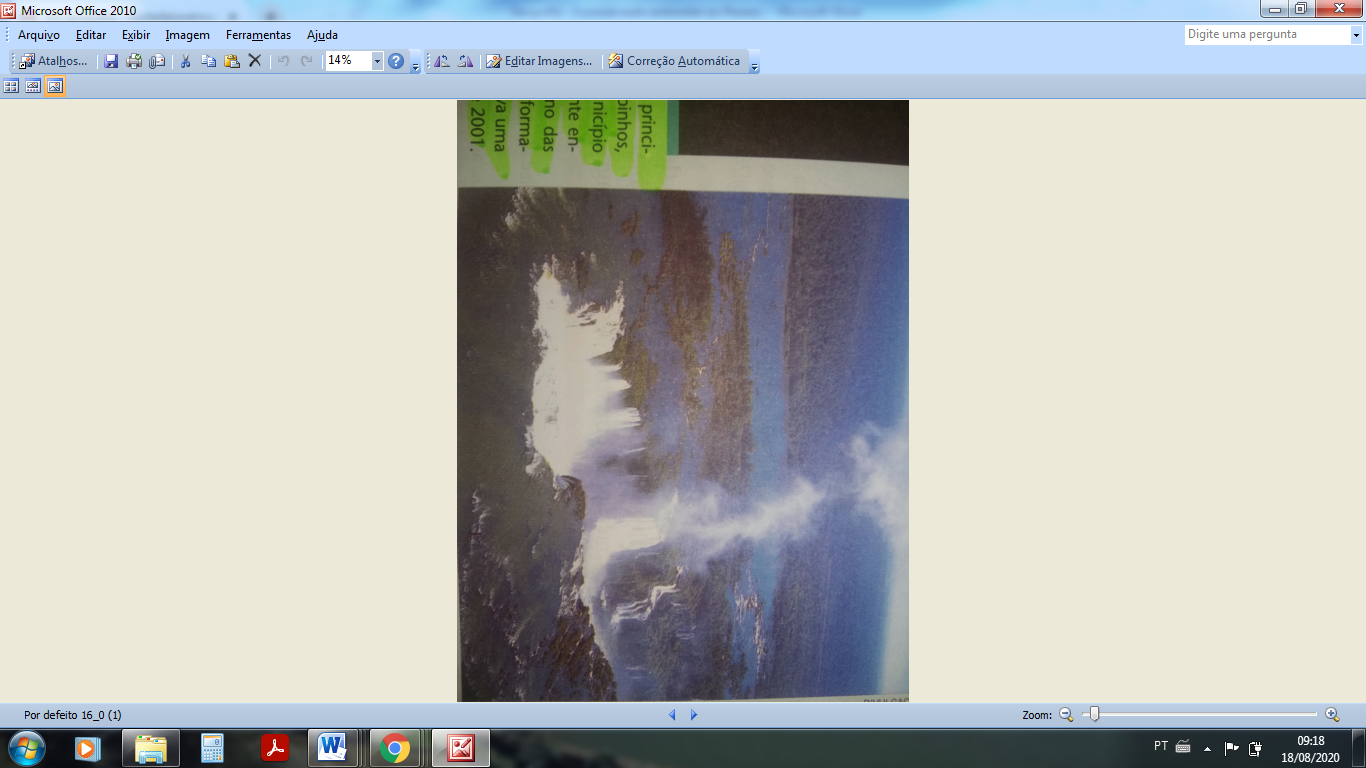 Microsoft Office 2010
Arquivo Editar Exibir Imagem Ferramentas Ajuda
Digite uma pergunta
Atalhos... 14% Editar Imagens... Correção Automática
princi-
pinhos,
nicípio
nte en-
no das
forma-
va uma
2001.
Por defeito 16_0 (1)
Zoom:
PT
09:18
18/08/2020